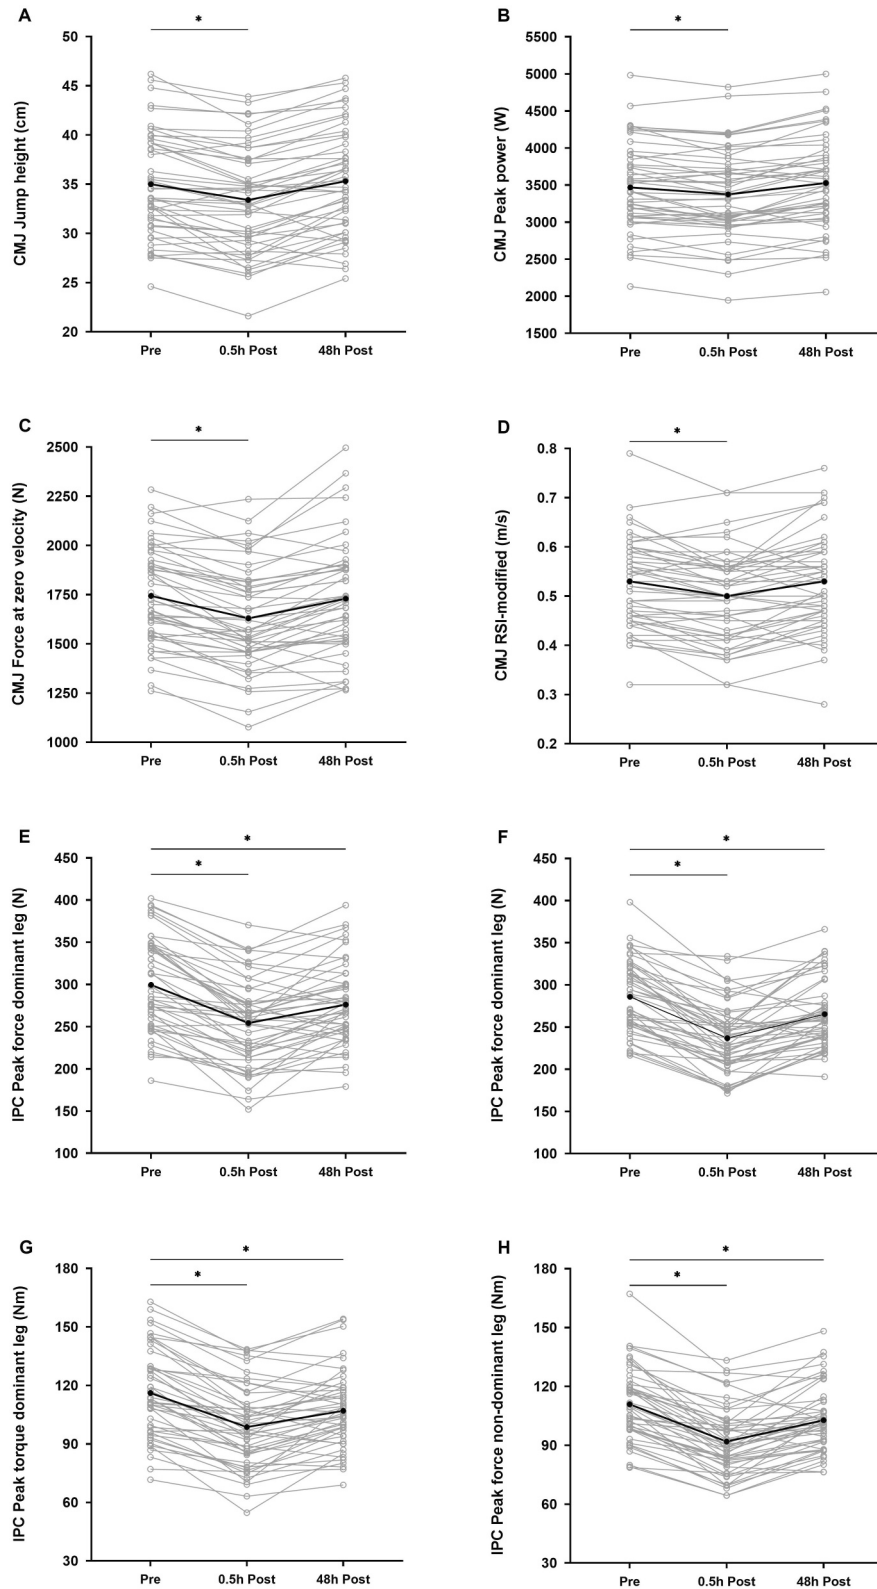 A
*
CMJ Jump height (cm)
50
45
40
35
30
25
20
Pre 0.5h Post 48h Post
B
*
CMJ Peak power (W)
5500
5000
4500
4000
3500
3000
2500
2000
1500
Pre 0.5h Post 48h Post
C
*
CMJ Force at zero velocity (N)
2500
2250
2000
1750
1500
1250
1000
Pre 0.5h Post 48h Post
D
*
CMJ RSI-modified (m/s)
0.8
0.7
0.6
0.5
0.4
0.3
0.2
Pre 0.5h Post 48h Post
E
*
*
IPC Peak force dominant leg (N)
450
400
350
300
250
200
150
100
Pre 0.5h Post 48h Post
F
*
*
IPC Peak force dominant leg (N)
450
400
350
300
250
200
150
100
Pre 0.5h Post 48h Post
G
*
*
IPC Peak torque dominant leg (Nm)
180
150
120
90
60
30
Pre 0.5h Post 48h Post
H
*
*
IPC Peak force non-dominant leg (Nm)
180
150
120
90
60
30
Pre 0.5h Post 48h Post